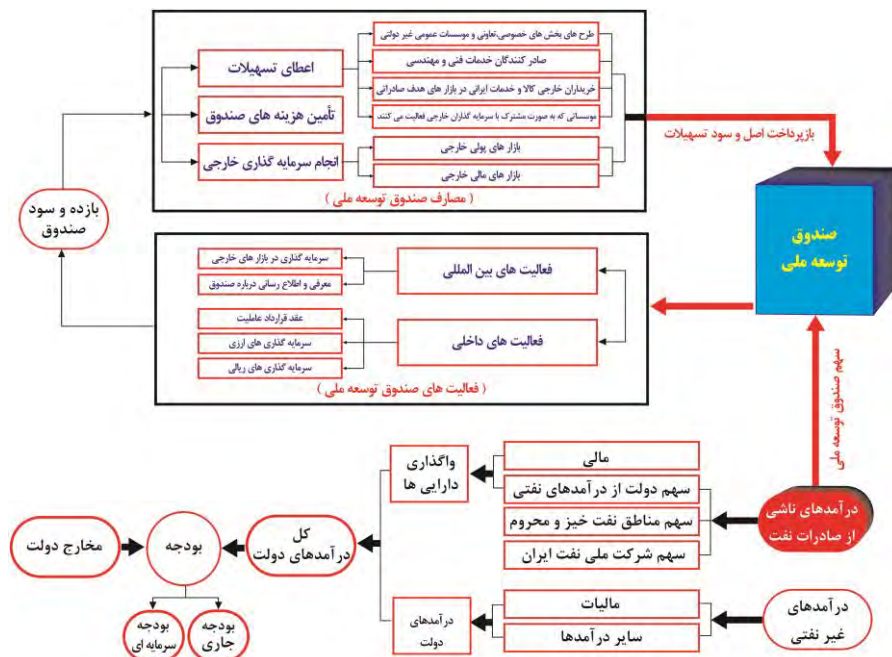 اعطای تسهیلات
طرح های بخش های خصوصی،تعاونی و موسسات عمومی غیر دولتی
صادر کنندگان خدمات فنی و مهندسی
خریداران خارجی کالا و خدمات ایرانی در بازار های هدف صادراتی
موسساتی که به صورت مشترک با سرمایه گذاران خارجی فعالیت می کنند
تأمین هزینه های صندوق
انجام سرمایه گذاری خارجی
بازار های پولی خارجی
بازار های مالی خارجی
( مصارف صندوق توسعه ملی )
بازپرداخت اصل و سود تسهیلات
صندوق
توسعه ملی
بازده و سود
صندوق
فعالیت های بین المللی
سرمایه گذاری در بازار های خارجی
معرفی و اطلاع رسانی درباره صندوق
فعالیت های داخلی
عقد قرارداد عاملیت
سرمایه گذاری های ارزی
سرمایه گذاری های ریالی
( فعالیت های صندوق توسعه ملی )
سهم صندوق توسعه ملی
درآمدهای ناشی
از صادرات نفت
مالی
سهم دولت از درآمدهای نفتی
سهم مناطق نفت خیز و محروم
سهم شرکت ملی نفت ایران
واگذاری
دارایی ها
درآمدهای
غیر نفتی
مالیات
سایر درآمدها
درآمدهای
دولت
کل
درآمدهای دولت
بودجه
مخارج دولت
بودجه
جاری
بودجه
سرمایه ای